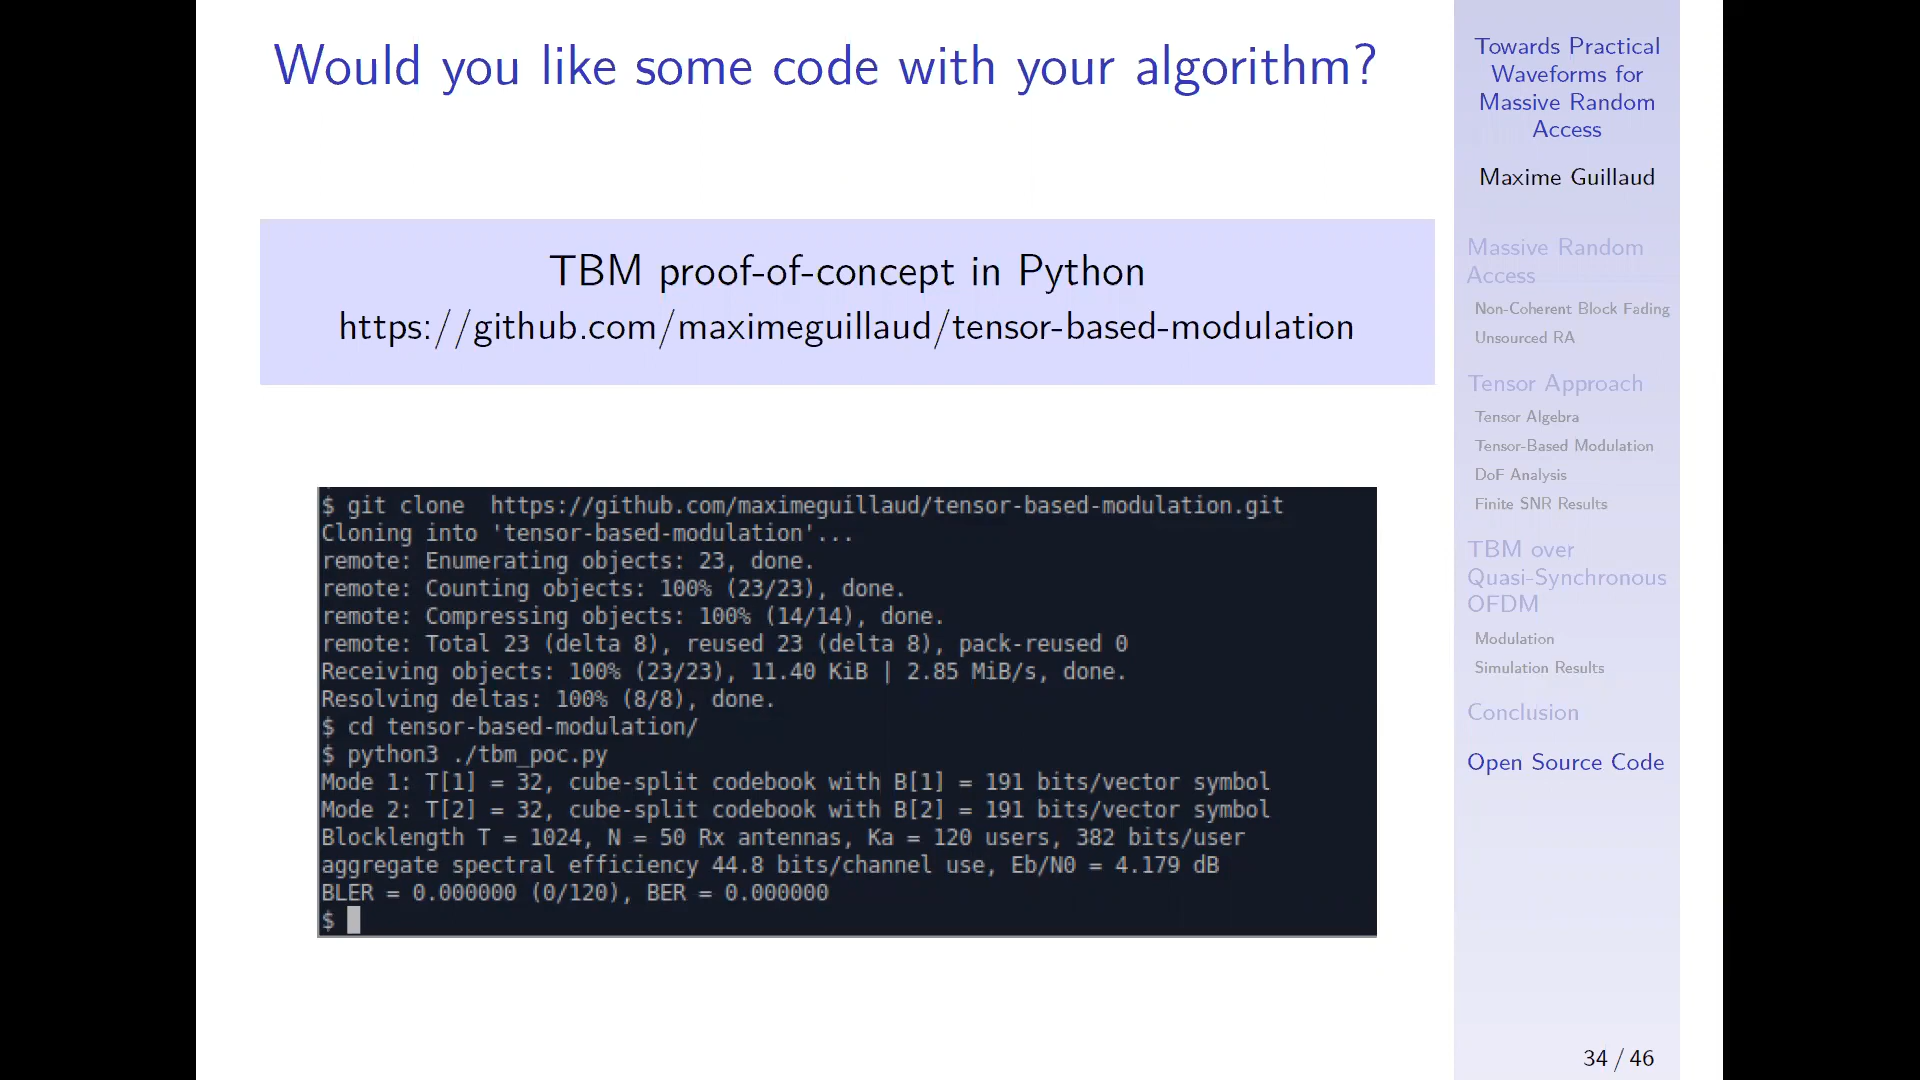 Would you like some code with your algorithm?
TBM proof-of-concept in Python
https://github.com/maximeguillaud/tensor-based-modulation
$ git clone  https://github.com/maximeguillaud/tensor-based-modulation.git
Cloning into 'tensor-based-modulation'...
remote: Enumerating objects: 23, done.
remote: Counting objects: 100% (23/23), done.
remote: Compressing objects: 100% (14/14), done.
remote: Total 23 (delta 8), reused 23 (delta 8), pack-reused 0
Receiving objects: 100% (23/23), 11.40 KiB | 2.85 MiB/s, done.
Resolving deltas: 100% (8/8), done.
$ cd tensor-based-modulation/
$ python3 ./tbm_poc.py
Mode 1: T[1] = 32, cube-split codebook with B[1] = 191 bits/vector symbol
Mode 2: T[2] = 32, cube-split codebook with B[2] = 191 bits/vector symbol
Blocklength T = 1024, N = 50 Rx antennas, Ka = 120 users, 382 bits/user
aggregate spectral efficiency 44.8 bits/channel use, Eb/N0 = 4.179 dB
BLER = 0.000000 (0/120), BER = 0.000000
$
Towards Practical
Waveforms for
Massive Random
Access
Maxime Guillaud
Massive Random
Access
Non-Coherent Block Fading
Unsourced RA
Tensor Approach
Tensor Algebra
Tensor-Based Modulation
DoF Analysis
Finite SNR Results
TBM over
Quasi-Synchronous
OFDM
Modulation
Simulation Results
Conclusion
Open Source Code
34 / 46